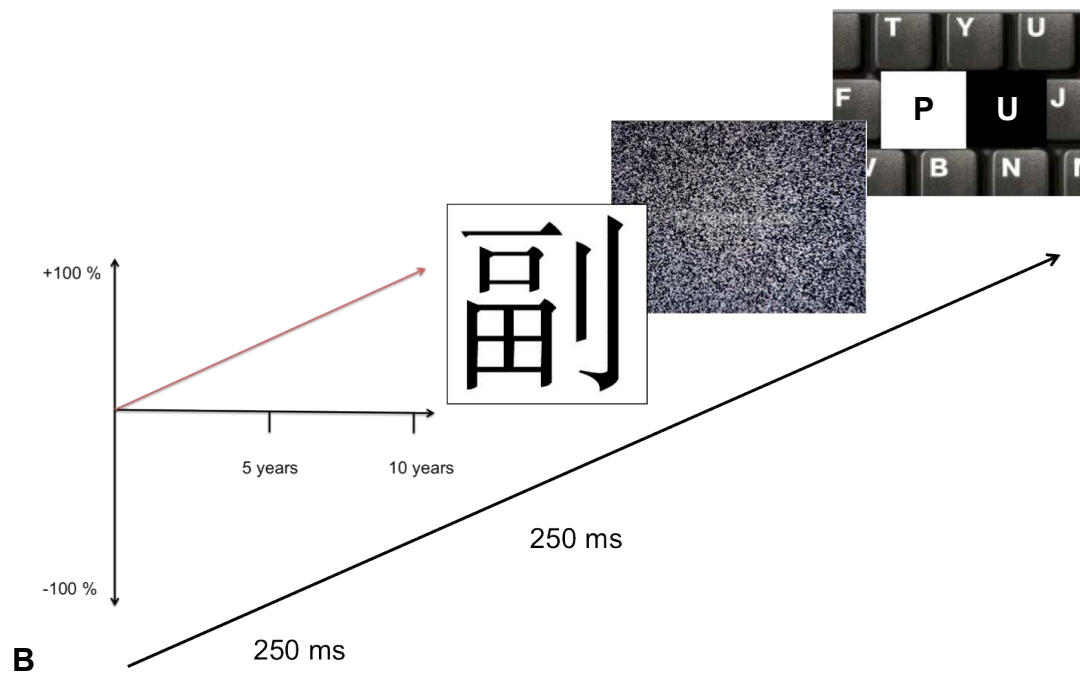 T Y U
F P U J
V B N
+100 %
副
5 years 10 years
250 ms
-100 %
250 ms
B